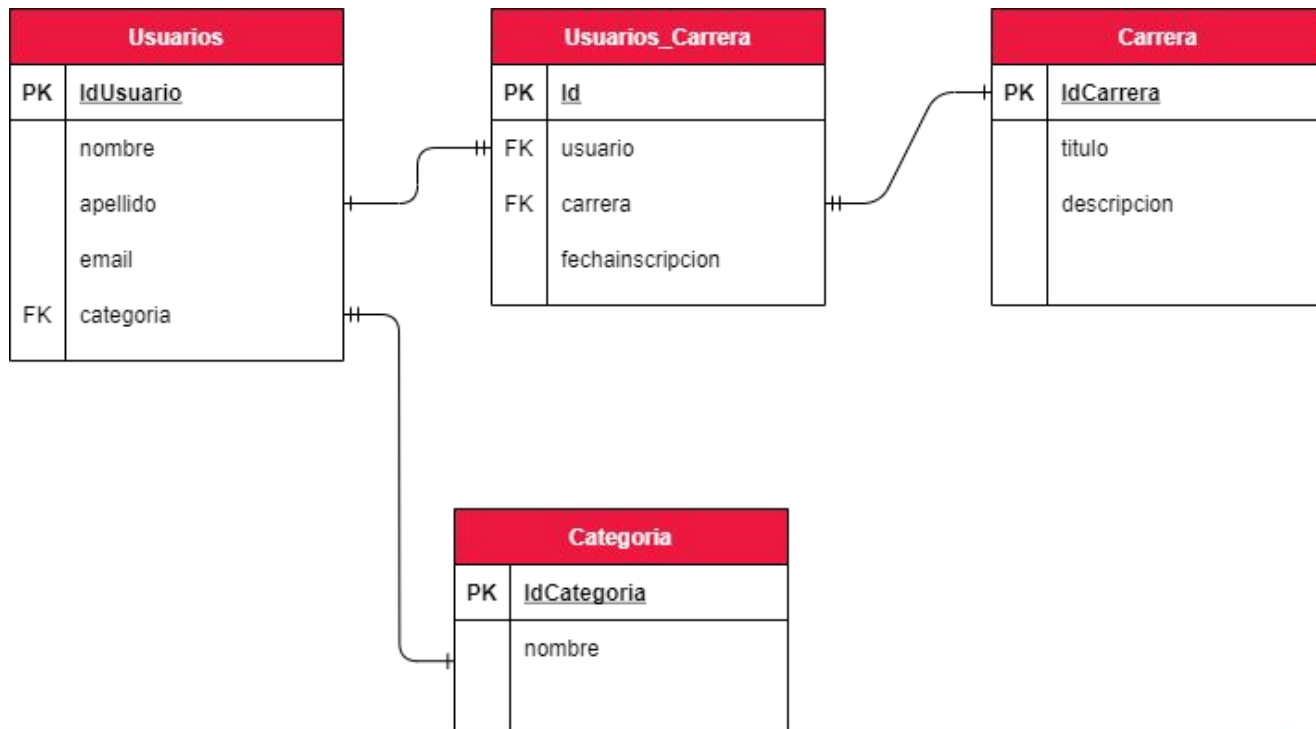 Usuarios
PK IdUsuario
nombre
apellido
email
FK categoria
Usuarios_Carrera
PK Id
FK usuario
FK carrera
fechainscripcion
Carrera
PK IdCarrera
titulo
descripcion
Categoria
PK IdCategoria
nombre